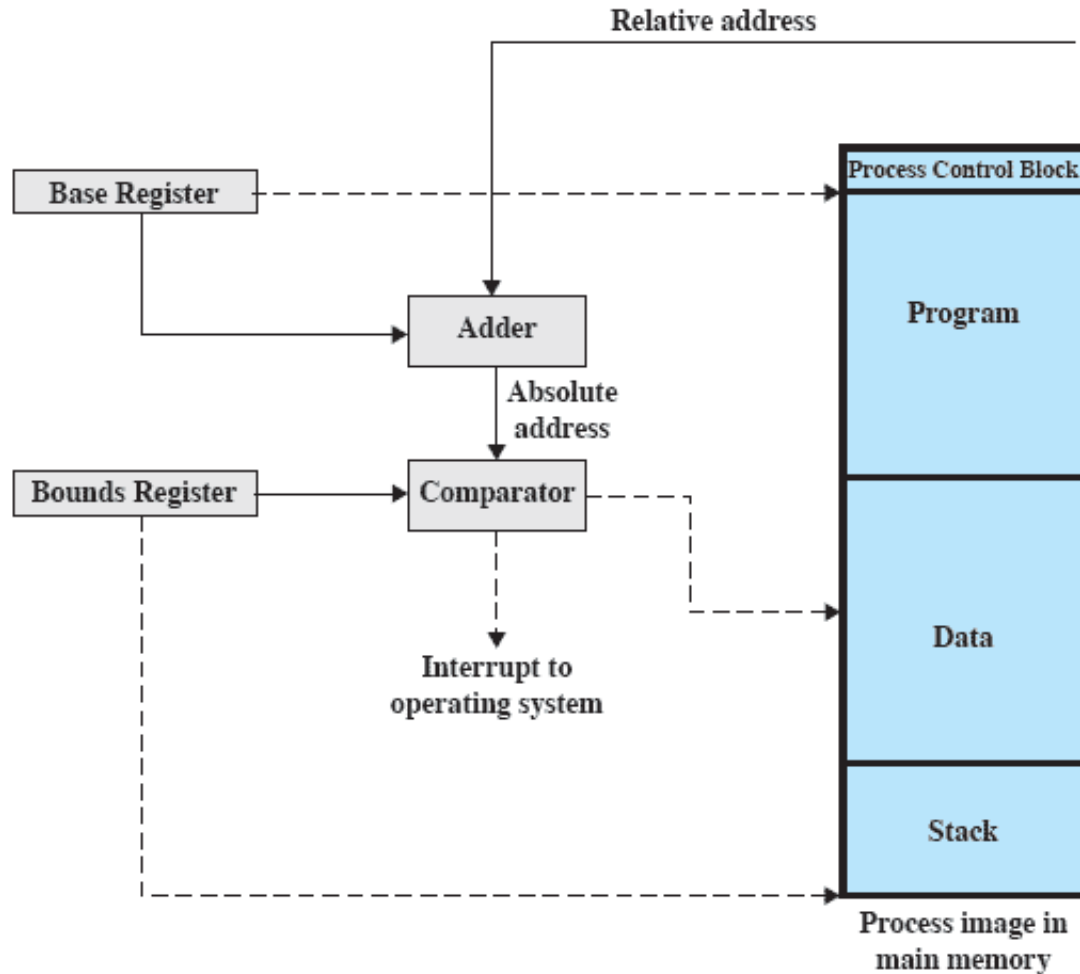 Relative address
Process Control Block
Base Register
Program
Adder
Absolute
address
Bounds Register
Comparator
Data
Interrupt to
operating system
Stack
Process image in
main memory